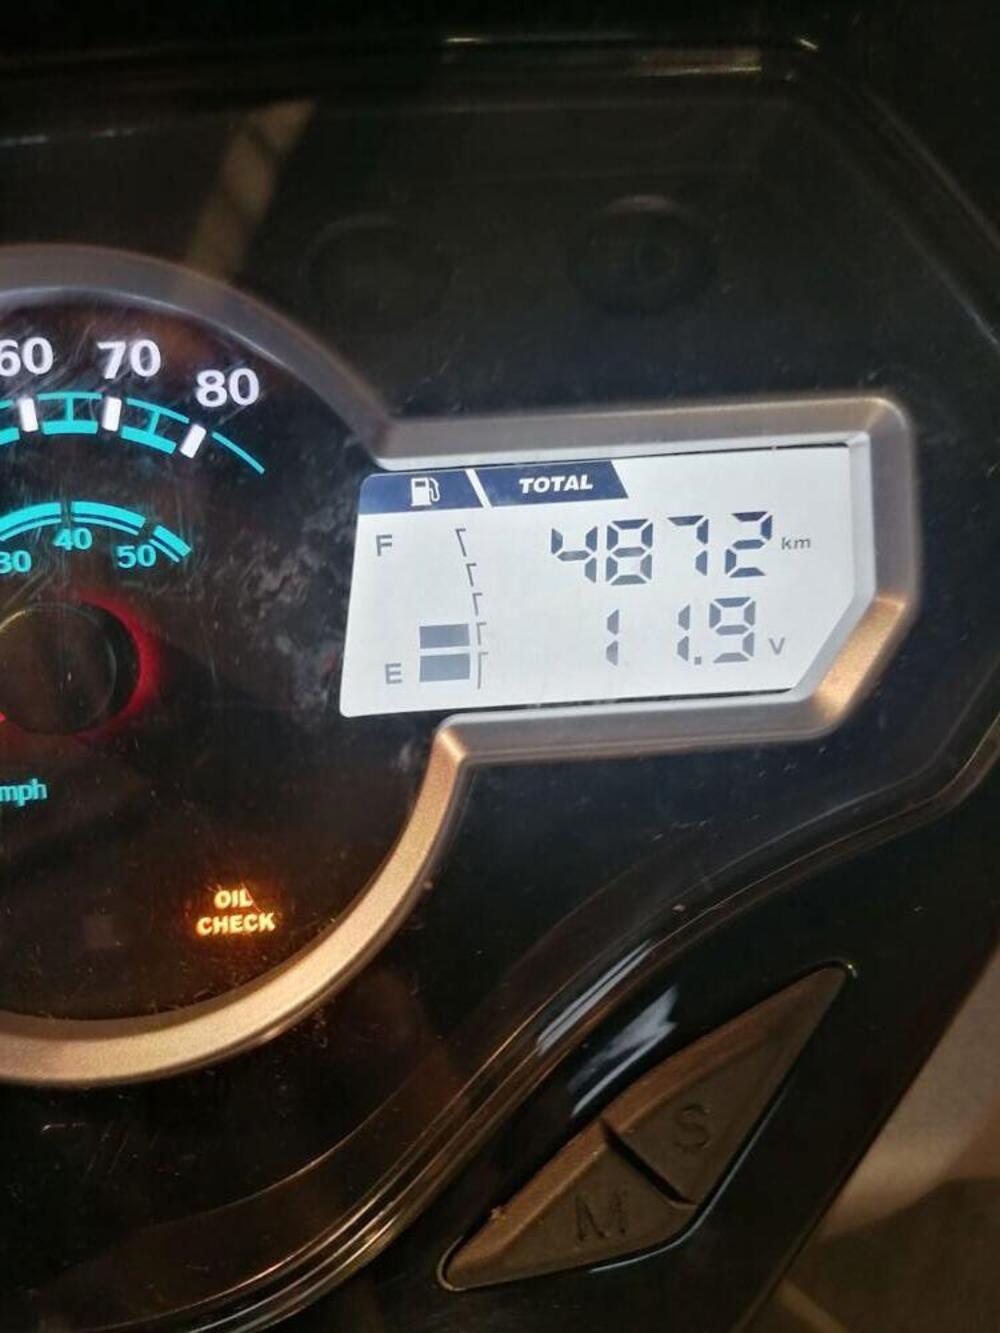 60 70 80
30 40 50
TOTAL
F 4872 km
E 11.9 V
mph
OIL
CHECK
S
M